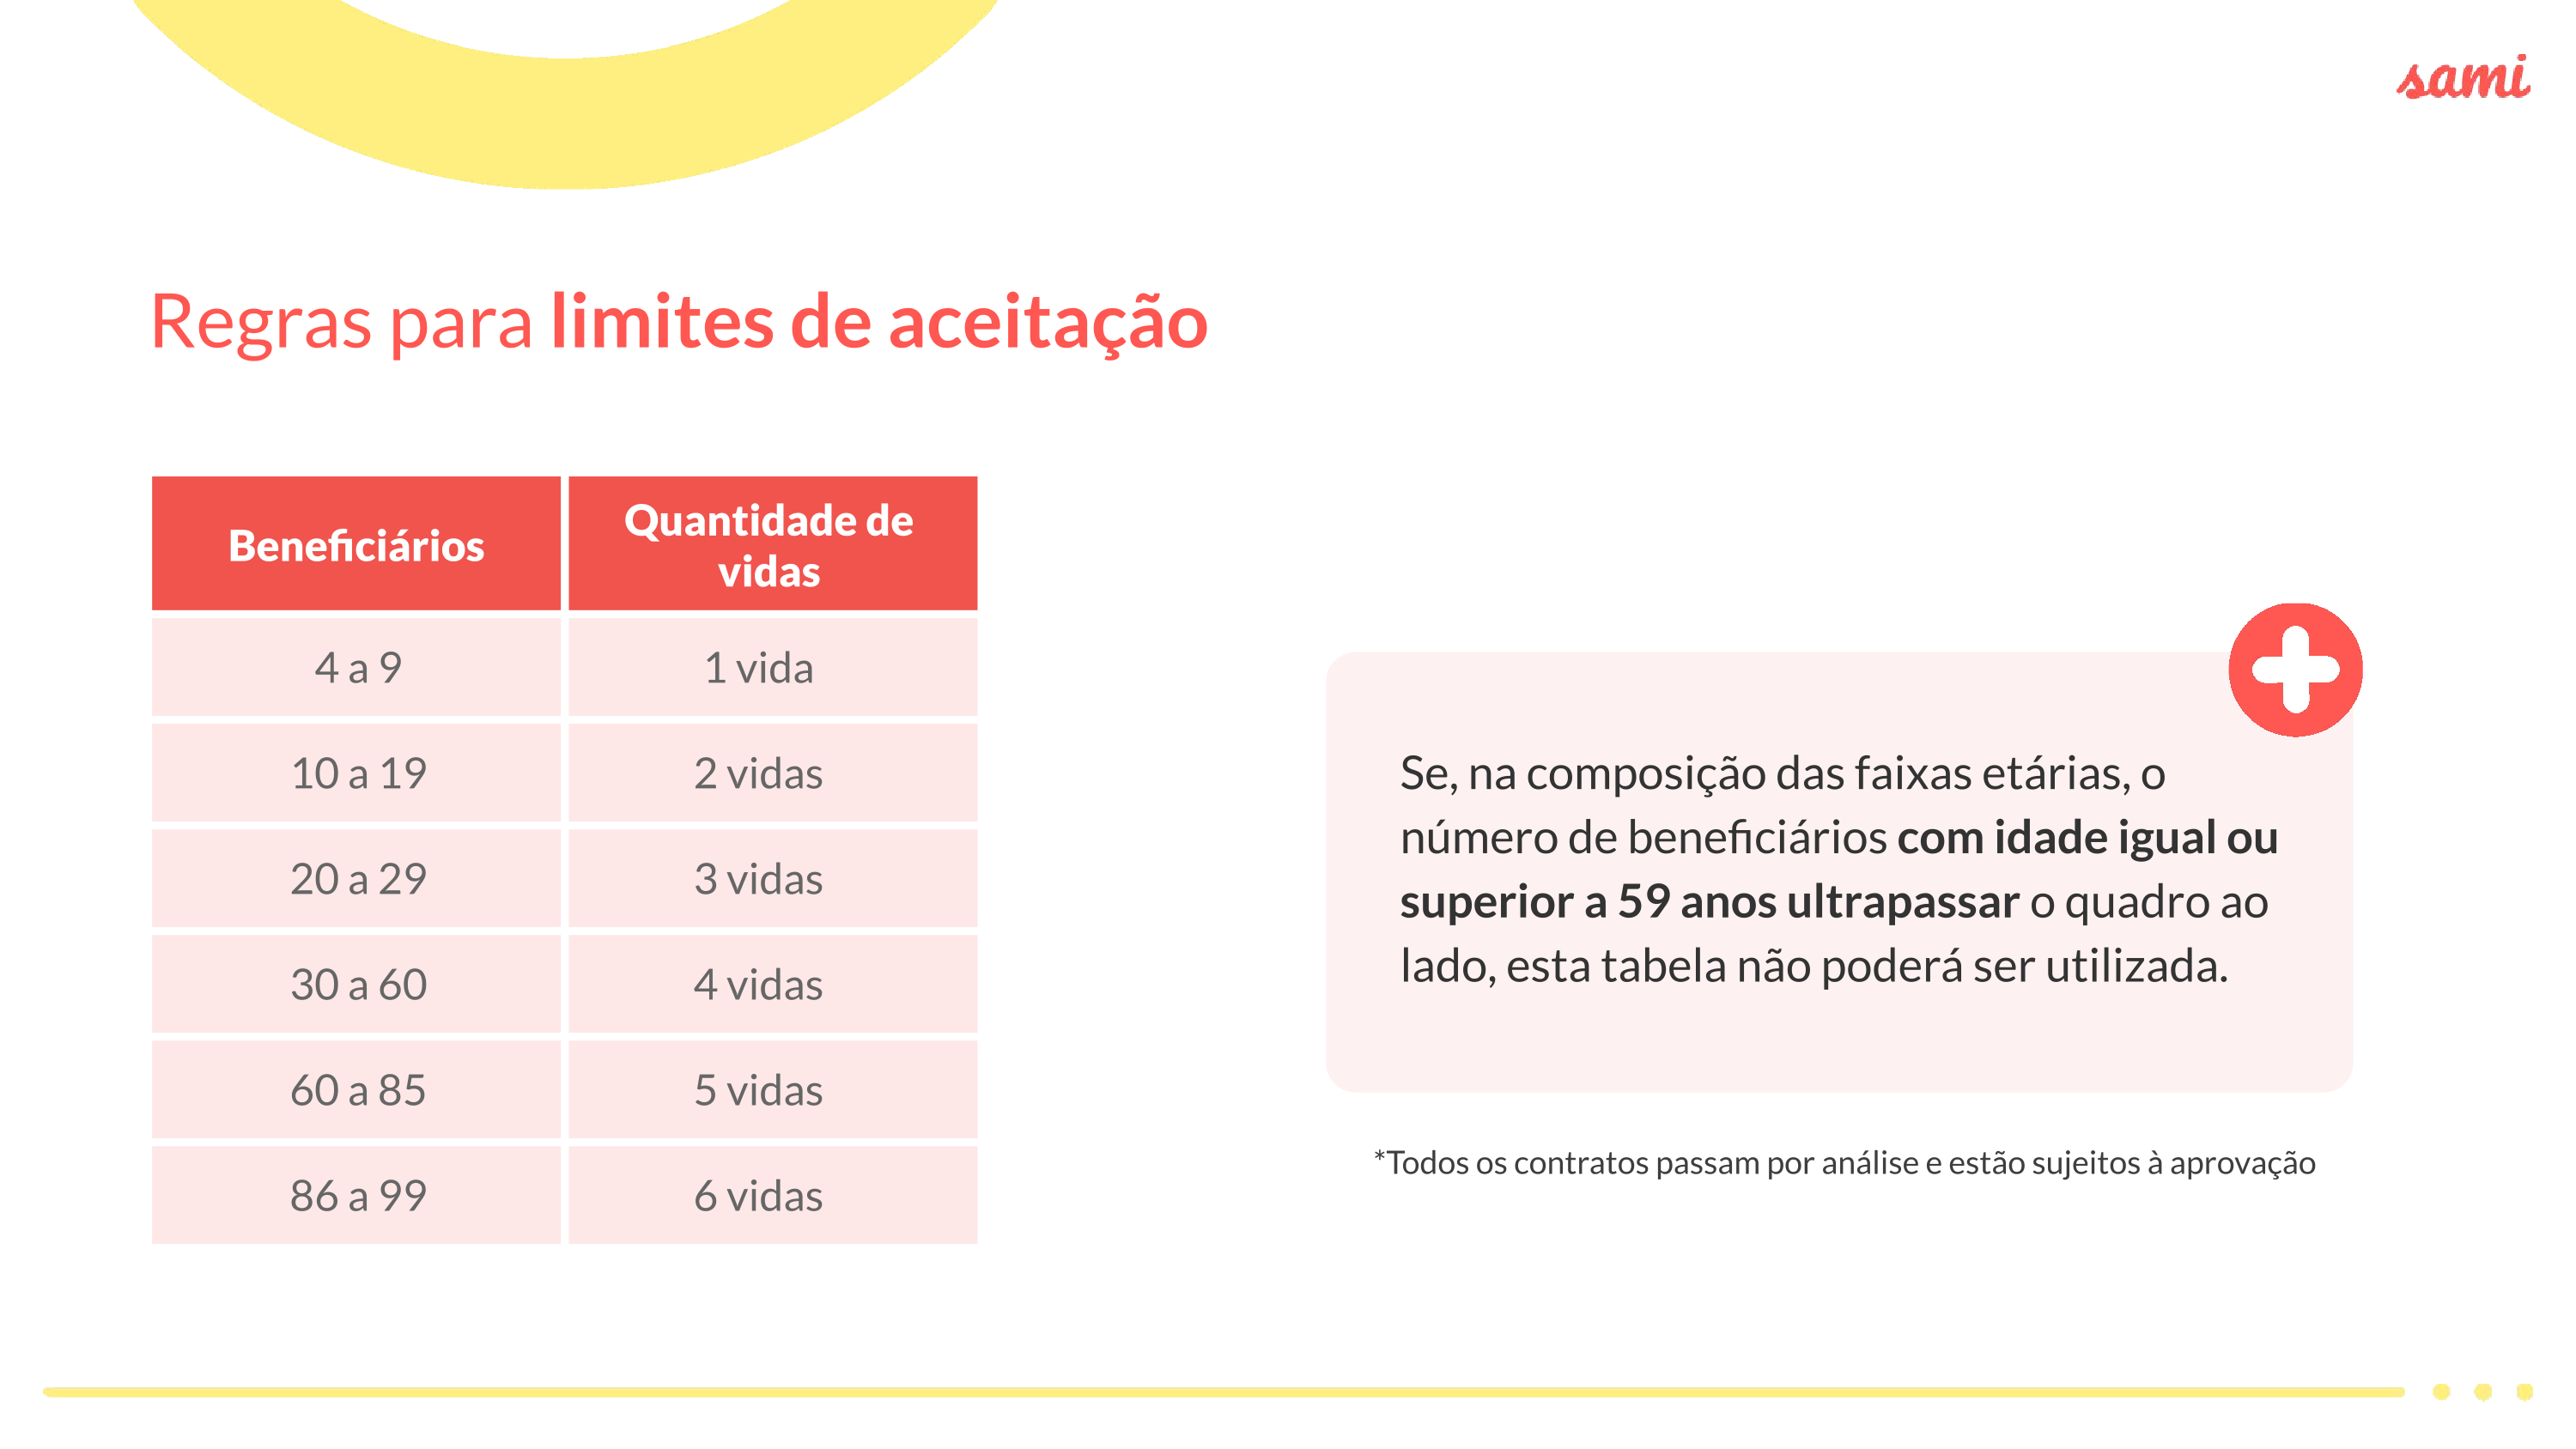 sami
Regras para limites de aceitação
Beneficiários
Quantidade de
vidas
4 a 9
1 vida
10 a 19
2 vidas
20 a 29
3 vidas
30 a 60
4 vidas
60 a 85
5 vidas
86 a 99
6 vidas
Se, na composição das faixas etárias, o
número de beneficiários com idade igual ou
superior a 59 anos ultrapassar o quadro ao
lado, esta tabela não poderá ser utilizada.
*Todos os contratos passam por análise e estão sujeitos à aprovação